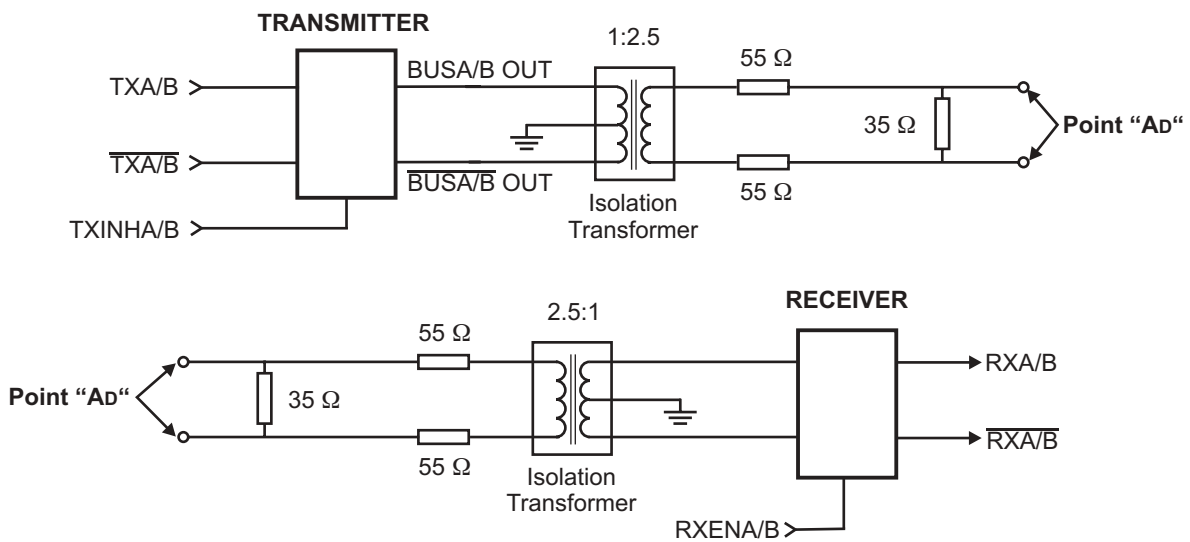 TRANSMITTER
1:2.5
55 Ω
TXA/B
BUSA/B OUT
35 Ω
Point “AD“
TXA/B
BUSA/B OUT
55 Ω
TXINHA/B
Isolation
Transformer
RECEIVER
2.5:1
55 Ω
RXA/B
Point “AD“
35 Ω
RXA/B
55 Ω
Isolation
Transformer
RXENA/B